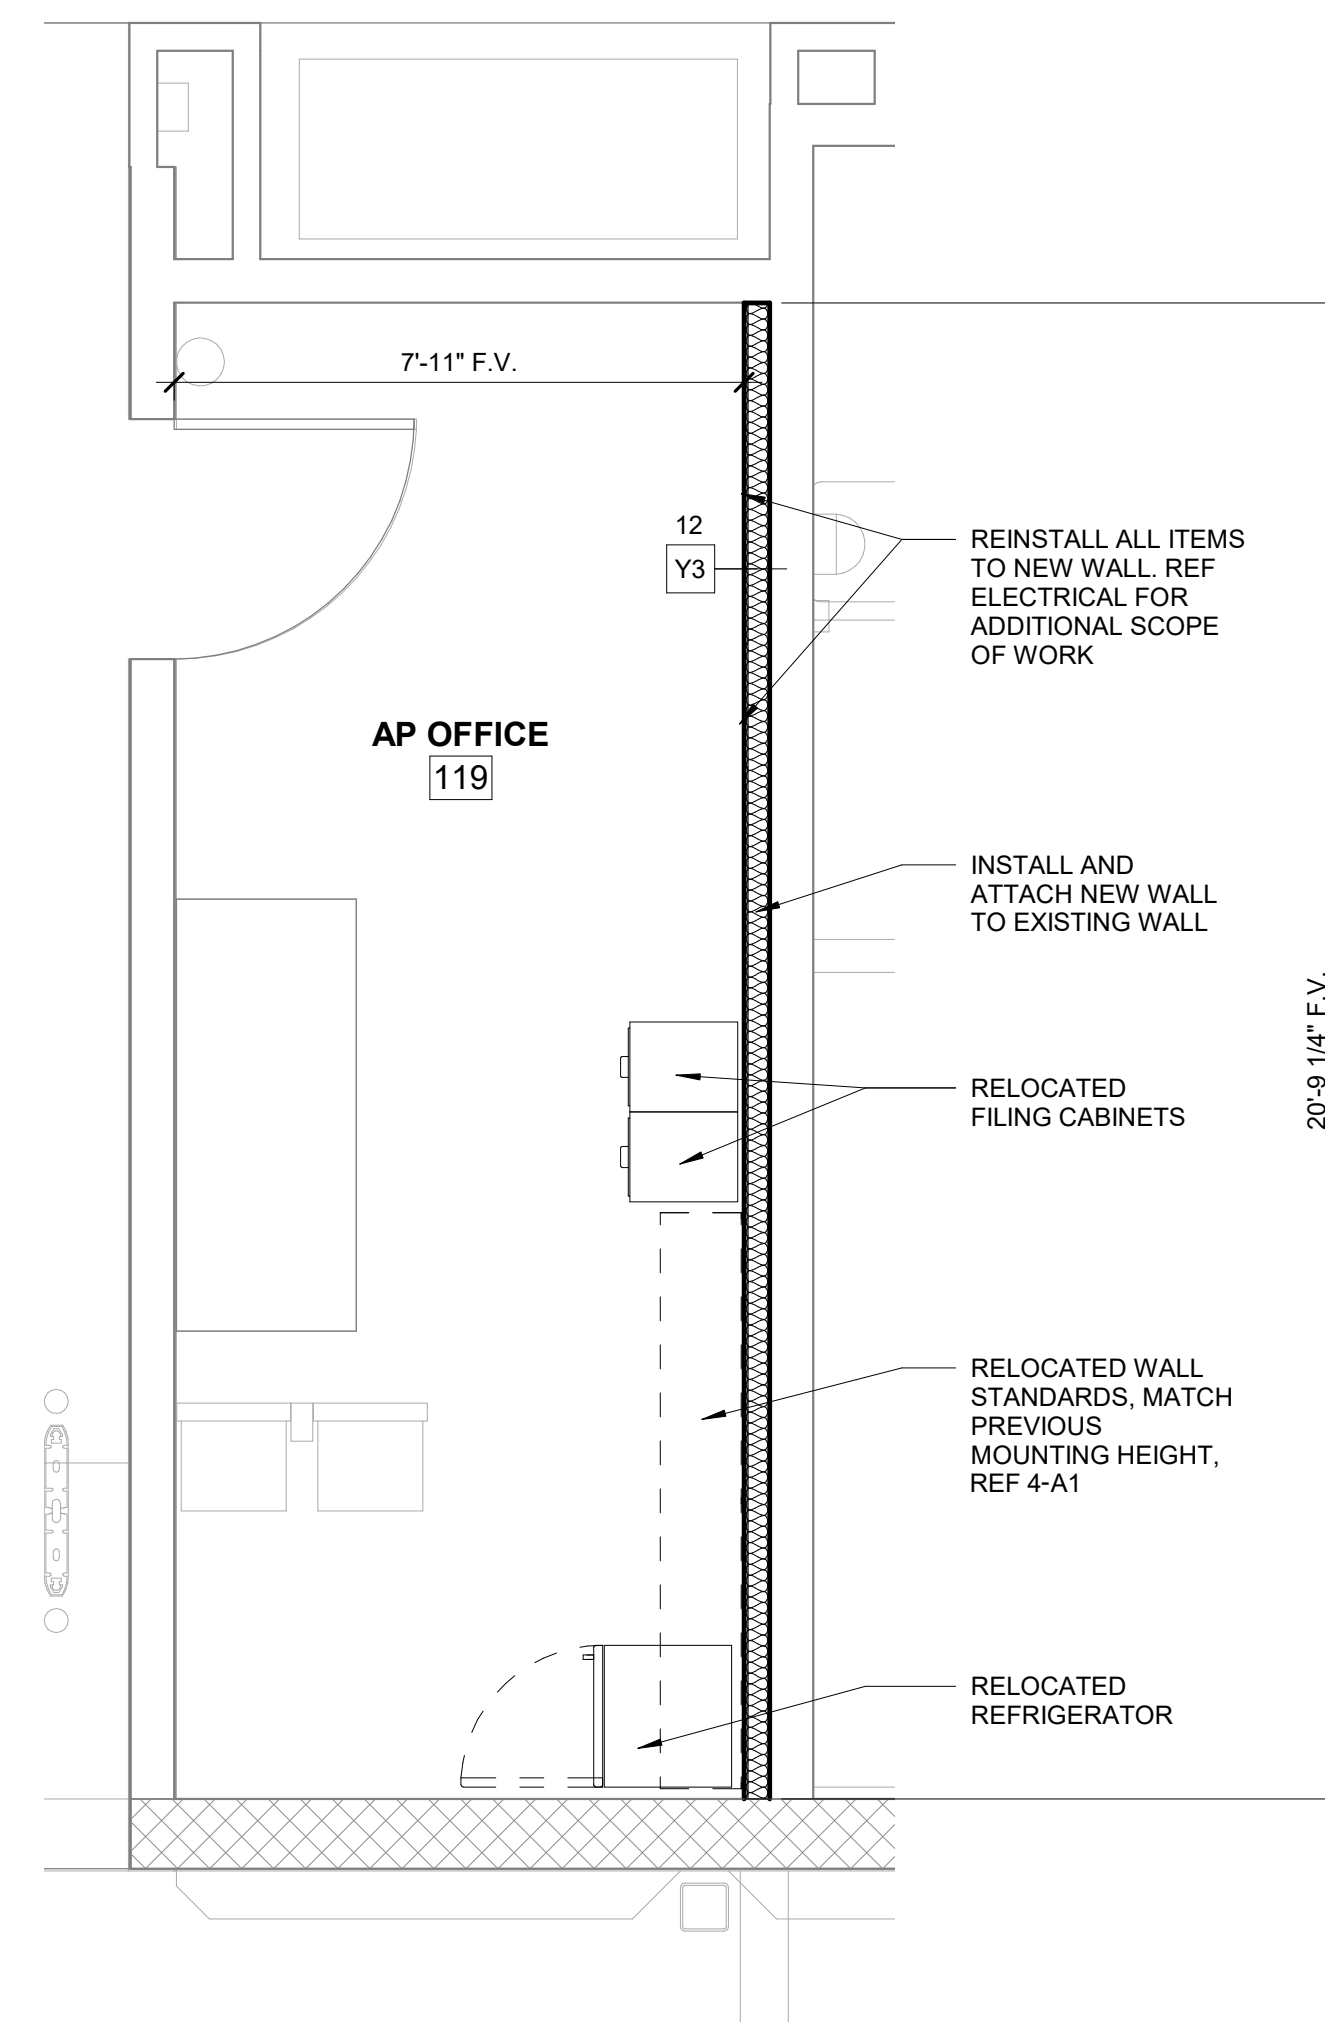 7'-11" F.V.
12
Y3
REINSTALL ALL ITEMS
TO NEW WALL. REF
ELECTRICAL FOR
ADDITIONAL SCOPE
OF WORK
AP OFFICE
119
INSTALL AND
ATTACH NEW WALL
TO EXISTING WALL
20'-9 1/4" F.V.
RELOCATED
FILING CABINETS
RELOCATED WALL
STANDARDS, MATCH
PREVIOUS
MOUNTING HEIGHT,
REF 4-A1
RELOCATED
REFRIGERATOR